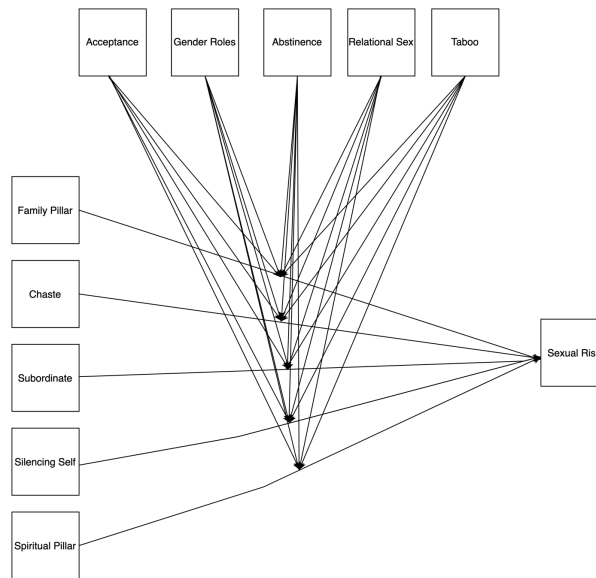 Acceptance
Gender Roles
Abstinence
Relational Sex
Taboo
Family Pillar
Chaste
Subordinate
Silencing Self
Spiritual Pillar
Sexual Ris